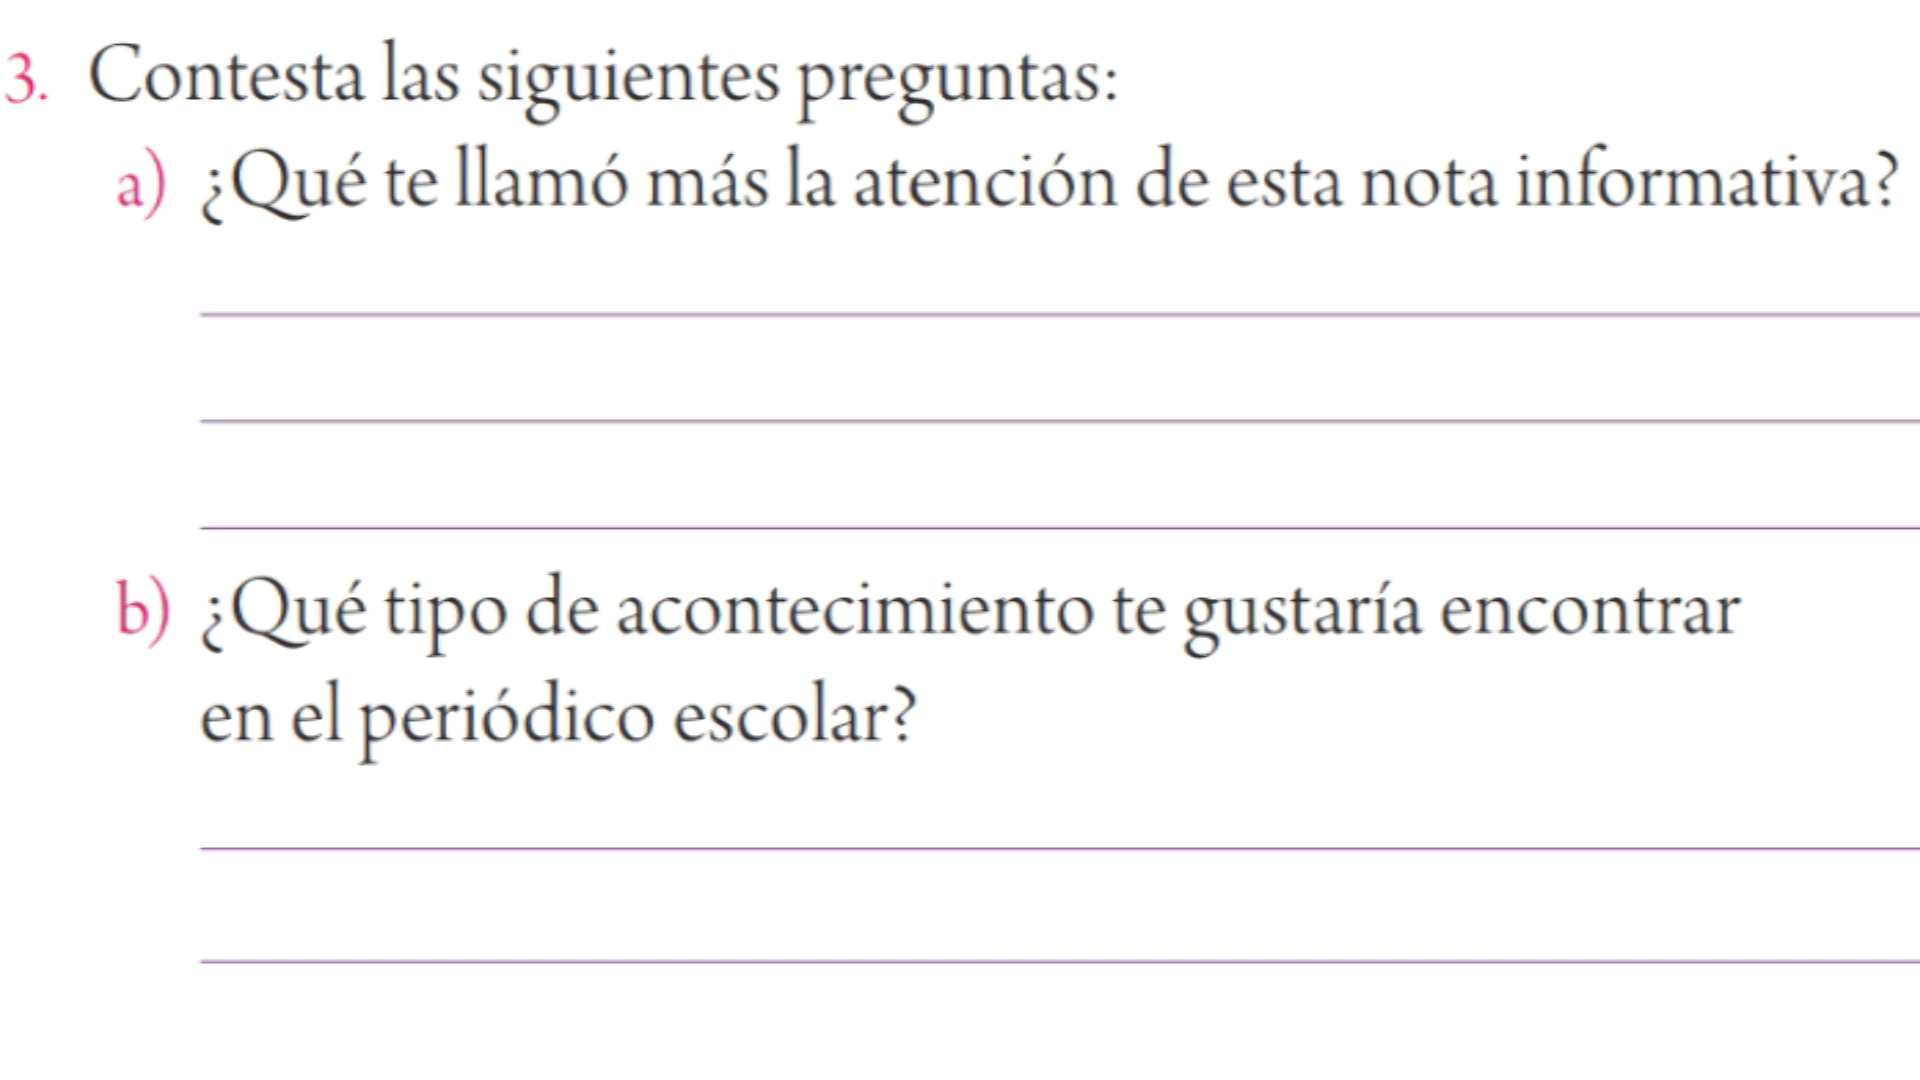 3. Contesta las siguientes preguntas:
a) ¿Qué te llamó más la atención de esta nota informativa?
b) ¿Qué tipo de acontecimiento te gustaría encontrar
en el periódico escolar?